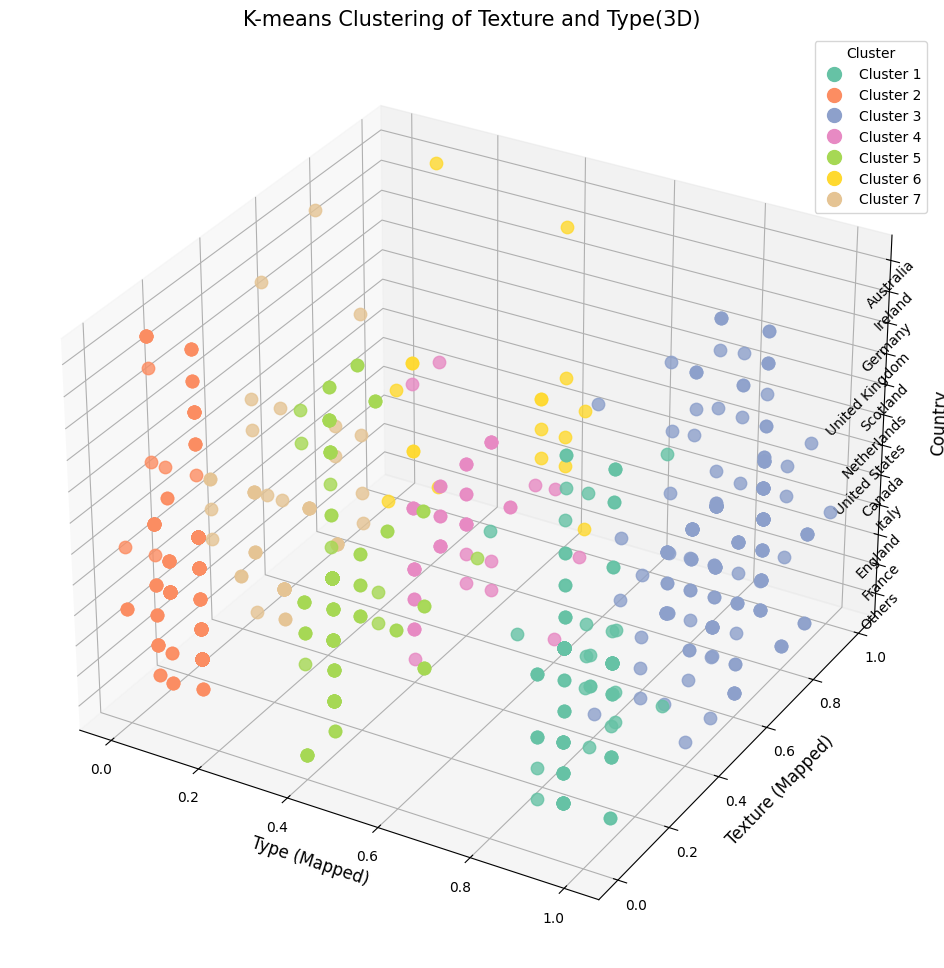 K-means Clustering of Texture and Type(3D)
Cluster
Cluster 1
Cluster 2
Cluster 3
Cluster 4
Cluster 5
Cluster 6
Cluster 7
Australia
Ireland
Germany
United Kingdom
Scotland
Netherlands
United States
Canada
Italy
England
France
Others
Country
1.0
0.8
0.6
0.4
0.2
0.0
Texture (Mapped)
0.0
0.2
0.4
0.6
0.8
1.0
Type (Mapped)